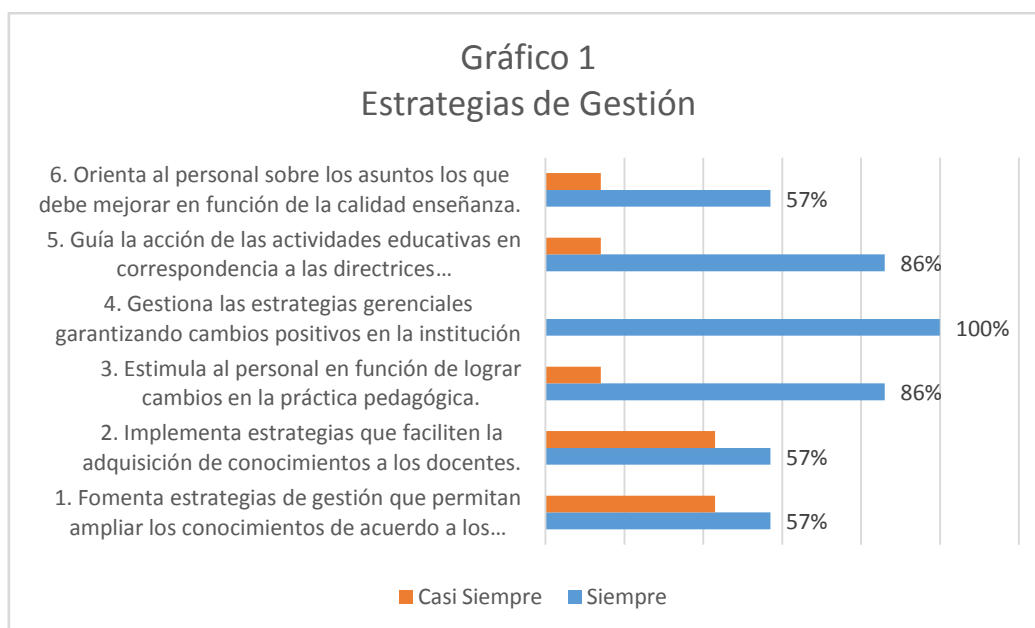 Gráfico 1
Estrategias de Gestión
6. Orienta al personal sobre los asuntos los que
debe mejorar en función de la calidad enseñanza.
57%
5. Guía la acción de las actividades educativas en
correspondencia a las directrices…
86%
4. Gestiona las estrategias gerenciales
garantizando cambios positivos en la institución
100%
3. Estimula al personal en función de lograr
cambios en la práctica pedagógica.
86%
2. Implementa estrategias que faciliten la
adquisición de conocimientos a los docentes.
57%
1. Fomenta estrategias de gestión que permitan
ampliar los conocimientos de acuerdo a los…
57%
Casi Siempre
Siempre